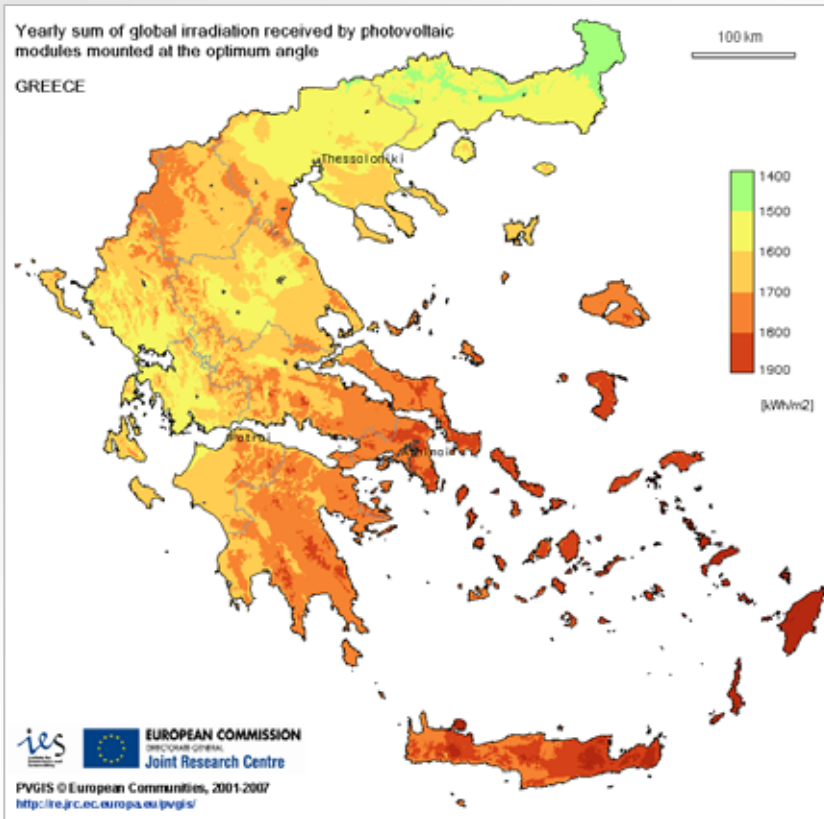 Yearly sum of global irradiation received by photovoltaic
modules mounted at the optimum angle
GREECE
100 km
Thessoloniki
1400
1500
1600
1700
1800
1900
[kWh/m2]
Patrai
ies
EUROPEAN COMMISSION
DIRECTORATE-GENERAL
Joint Research Centre
PVGIS © European Communities, 2001-2007
http://re.jrc.ec.europa.eu/pvgis/